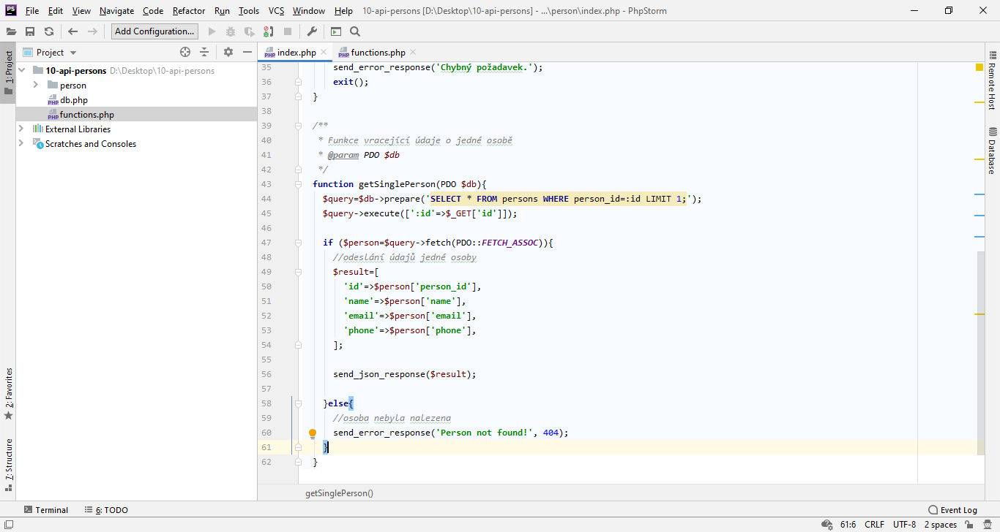 PS File Edit View Navigate Code Refactor Run Tools VCS Window Help 10-api-persons [D:\Desktop\10-api-persons] - ...\person\index.php - PhpStorm
Add Configuration...
1: Project
Project
10-api-persons D:\Desktop\10-api-persons
person
PHP db.php
PHP functions.php
External Libraries
Scratches and Consoles
2: Favorites
7: Structure
PHP index.php
PHP functions.php
35 send_error_response('Chybný požadavek.');
36 exit();
37 }
38
39 /**
40 * Funkce vracející údaje o jedné osobě
41 * @param PDO $db
42 */
43 function getSinglePerson(PDO $db){
44 $query=$db->prepare('SELECT * FROM persons WHERE person_id=:id LIMIT 1;');
45 $query->execute([':id'=>$_GET['id']]);
46
47 if ($person=$query->fetch(PDO::FETCH_ASSOC)){
48 //odeslání údajů jedné osoby
49 $result=[
50 'id'=>$person['person_id'],
51 'name'=>$person['name'],
52 'email'=>$person['email'],
53 'phone'=>$person['phone'],
54 ];
55
56 send_json_response($result);
57
58 }else{
59 //osoba nebyla nalezena
60 send_error_response('Person not found!', 404);
61 }
62 }
getSinglePerson()
Remote Host
Database
Terminal
6: TODO
Event Log
61:6 CRLF UTF-8 2 spaces